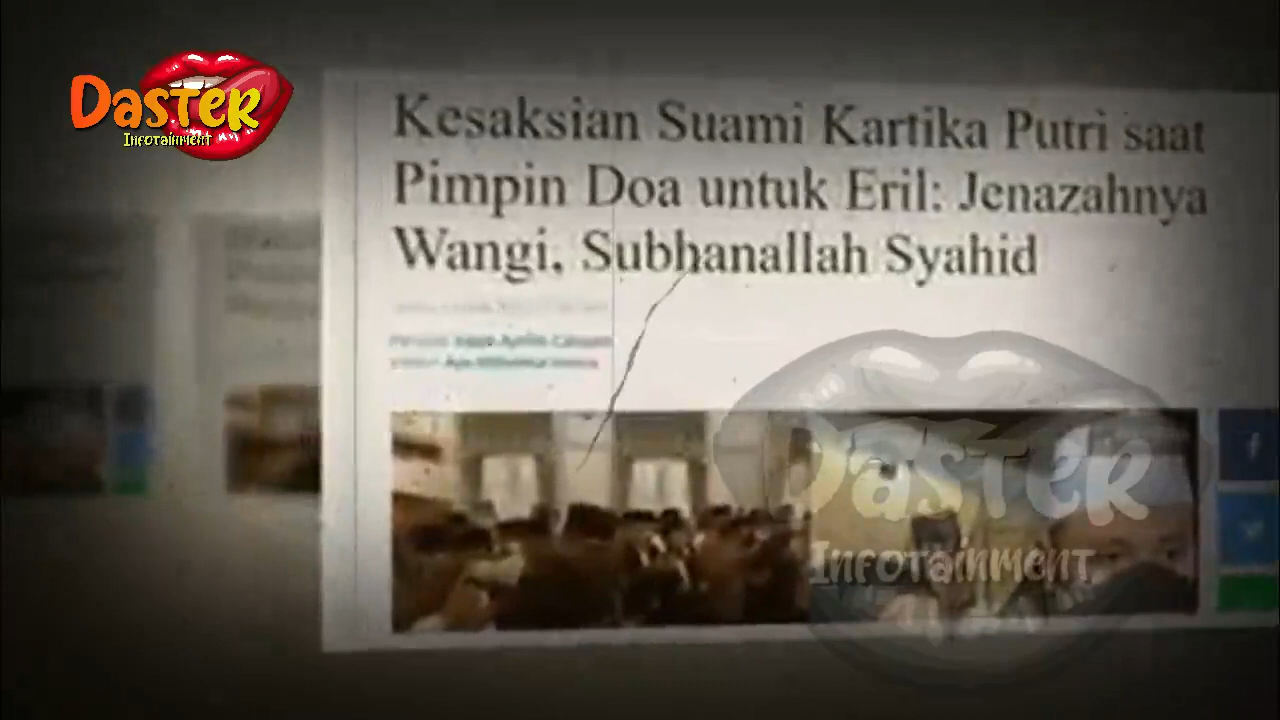 DASTER
INFOTAINMENT
Kesaksian Suami Kartika Putri saat
Pimpin Doa untuk Eril: Jenazahnya
Wangi, Subhanallah Syahid
DASTER
INFOTAINMENT